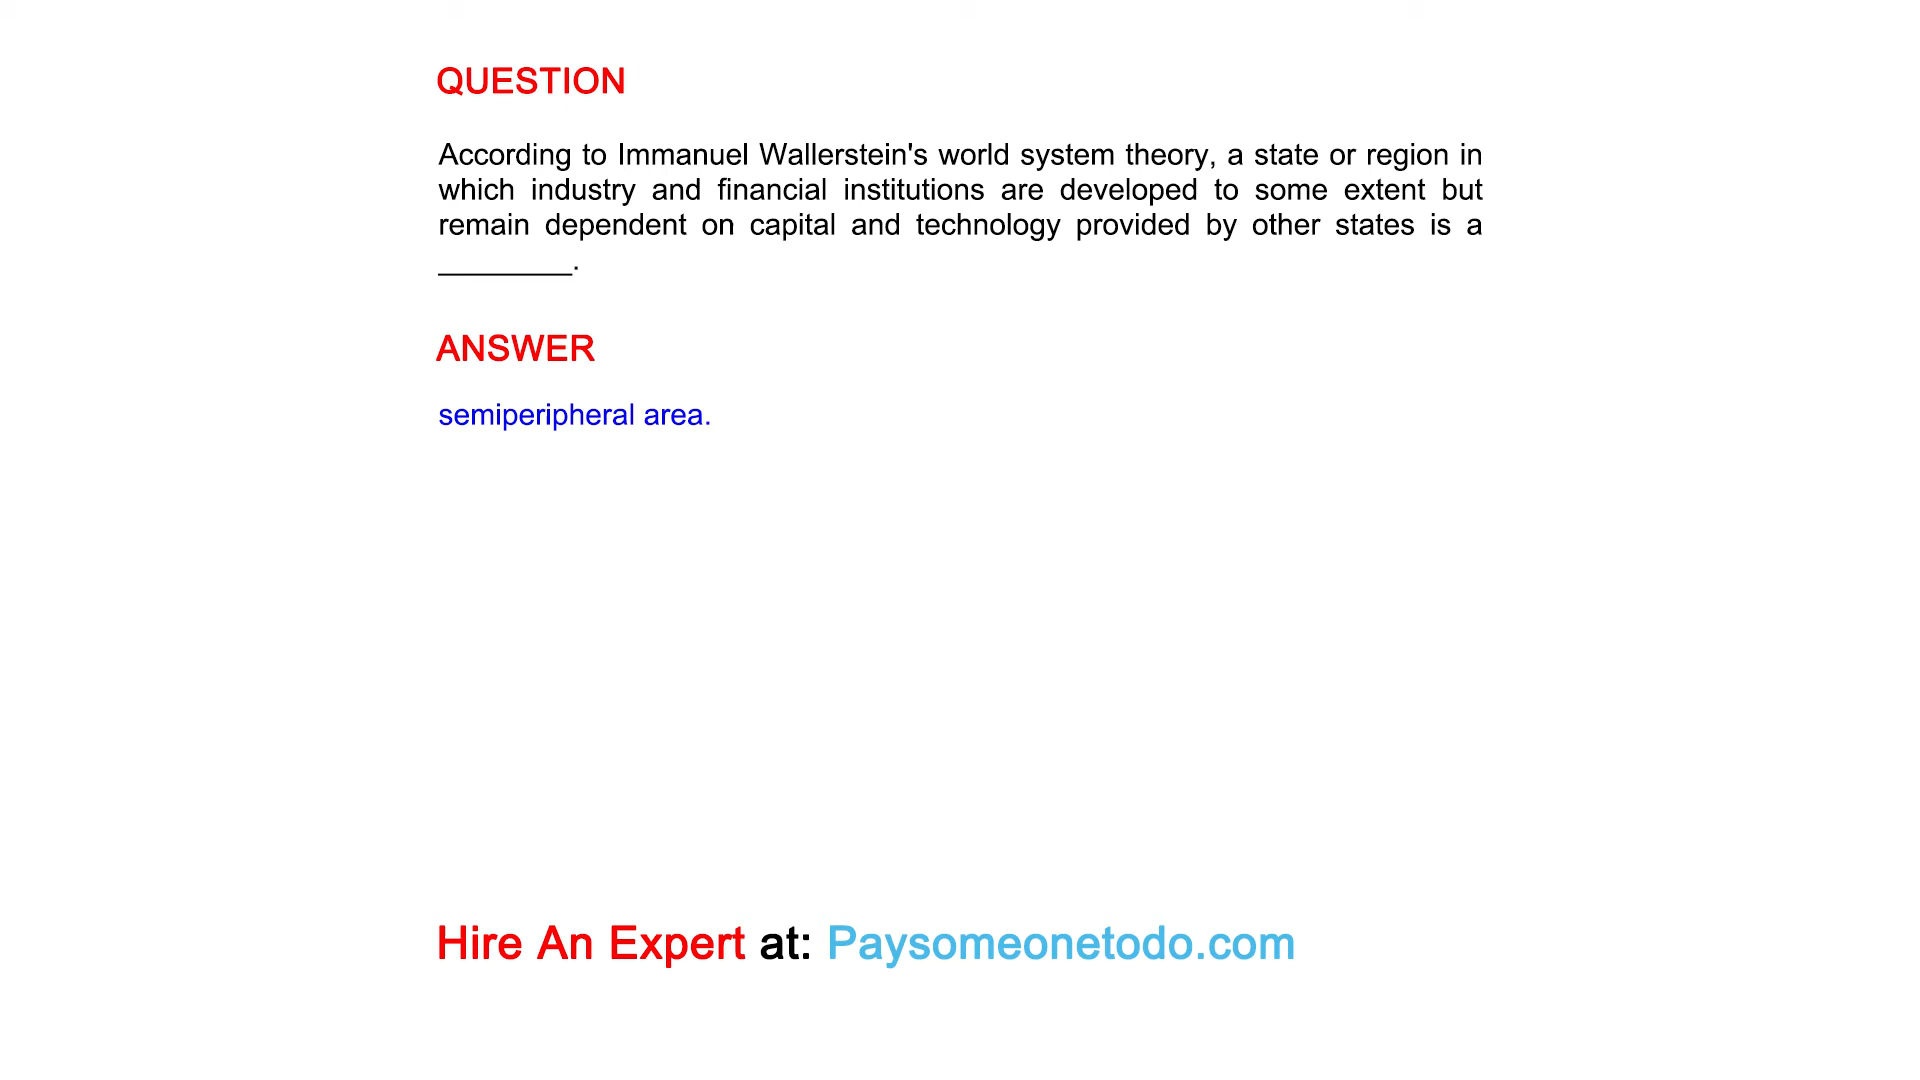 QUESTION
According to Immanuel Wallerstein's world system theory, a state or region in
which industry and financial institutions are developed to some extent but
remain dependent on capital and technology provided by other states is a
________.
ANSWER
semiperipheral area.
Hire An Expert at: Paysomeonetodo.com